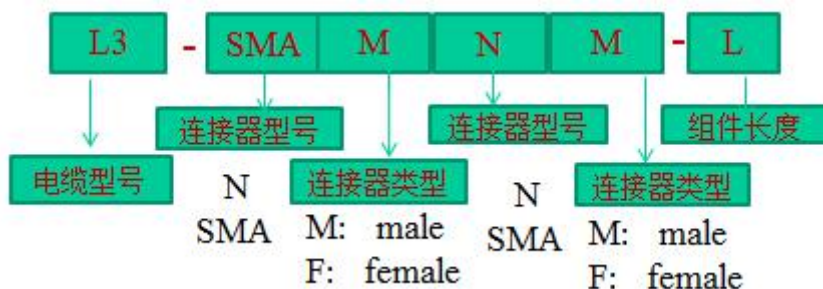 L3 - SMA M N M - L
连接器型号 连接器型号 组件长度
电缆型号 N 连接器类型 N 连接器类型
SMA M: male SMA M: male
F: female F: female